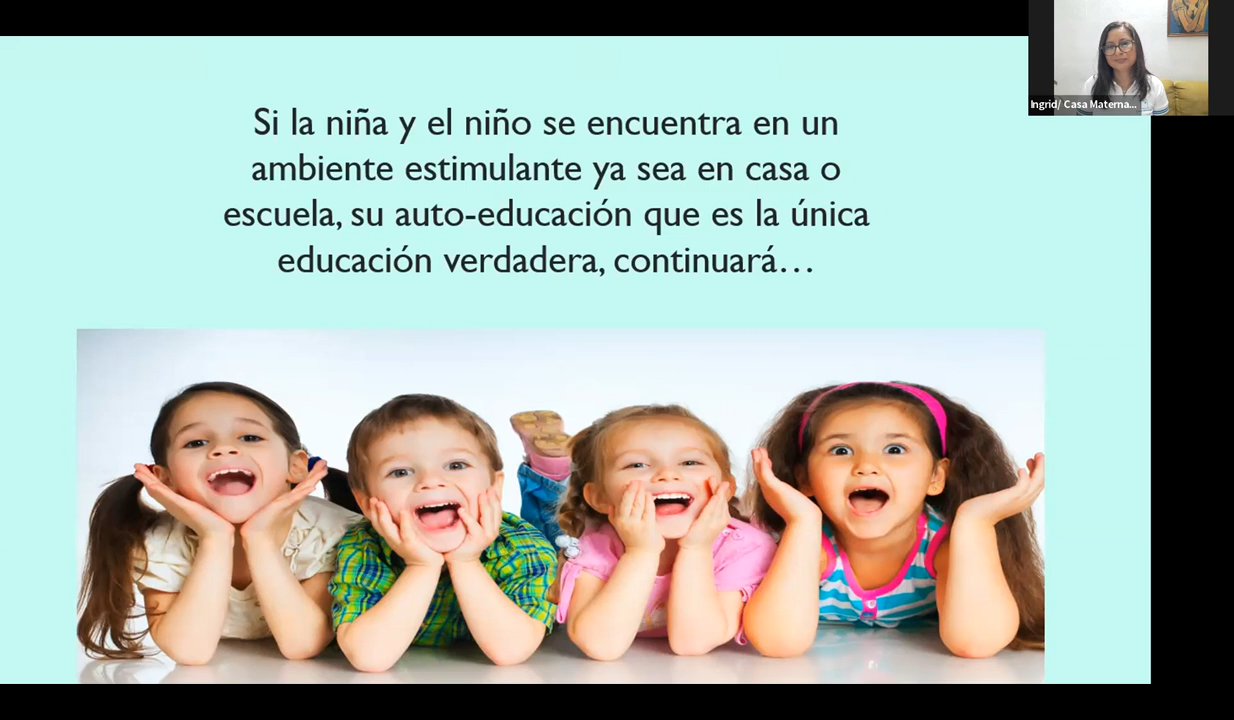 Si la niña y el niño se encuentra en un
ambiente estimulante ya sea en casa o
escuela, su auto-educación que es la única
educación verdadera, continuará…
Ingrid/ Casa Materna...